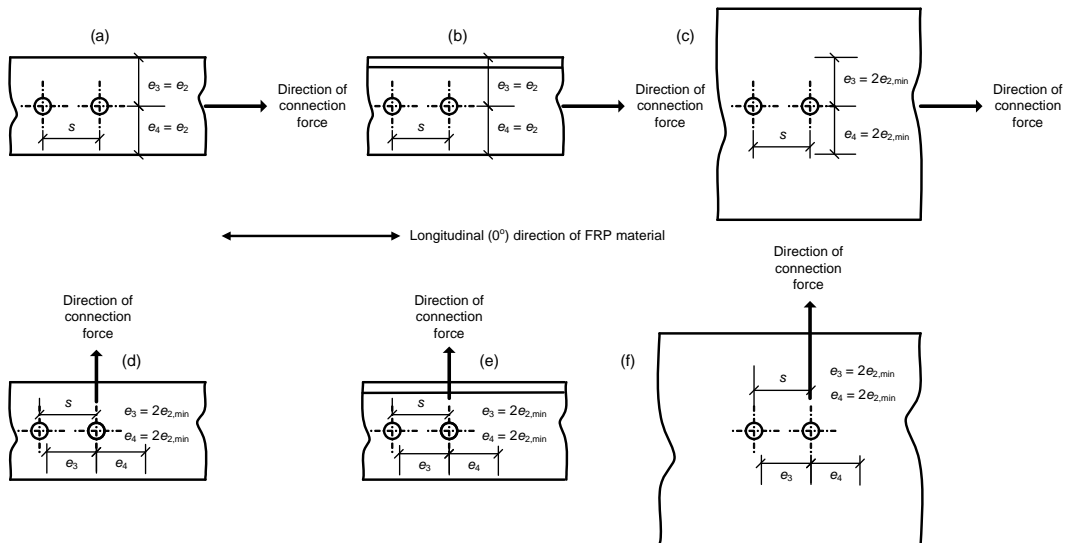 (a)
e₃ = e₂
e₄ = e₂
s
Direction of
connection
force
(b)
e₃ = e₂
e₄ = e₂
s
Direction of
connection
force
(c)
e₃ = 2e₂,min
e₄ = 2e₂,min
s
Direction of
connection
force
Longitudinal (0°) direction of FRP material
Direction of
connection
force
(d)
s
e₃ = 2e₂,min
e₄ = 2e₂,min
e₃
e₄
Direction of
connection
force
(e)
s
e₃ = 2e₂,min
e₄ = 2e₂,min
e₃
e₄
Direction of
connection
force
(f)
s
e₃ = 2e₂,min
e₄ = 2e₂,min
e₃
e₄